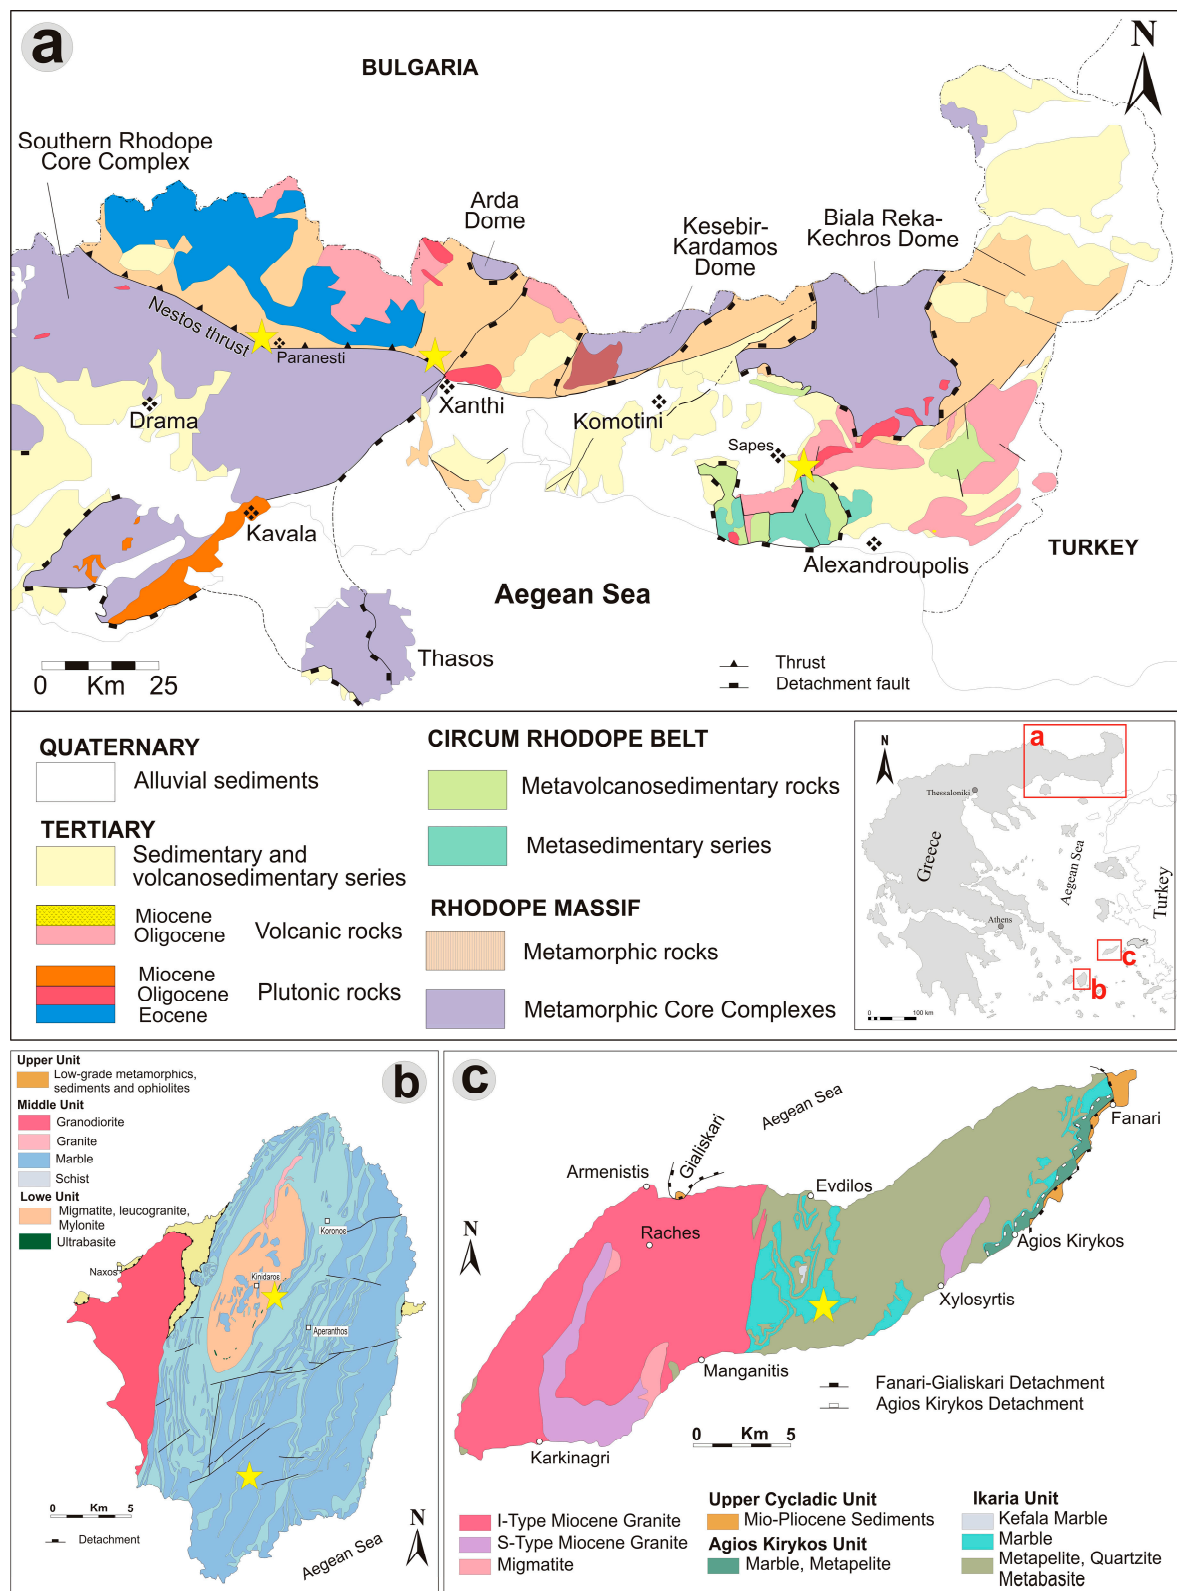 a
N
BULGARIA
Southern Rhodope
Core Complex
Arda
Dome
Kesebir-
Kardamos
Dome
Biala Reka-
Kechros Dome
Nestos thrust
Paranesti
Xanthi
Drama
Komotini
Sapes
Kavala
TURKEY
Alexandroupolis
Aegean Sea
Thasos
0 Km 25
Thrust
Detachment fault
QUATERNARY
Alluvial sediments
TERTIARY
Sedimentary and
volcanosedimentary series
Miocene
Oligocene
Volcanic rocks
Miocene
Oligocene
Eocene
Plutonic rocks
CIRCUM RHODOPE BELT
Metavolcanosedimentary rocks
Metasedimentary series
RHODOPE MASSIF
Metamorphic rocks
Metamorphic Core Complexes
N
a
Thessaloniki
Greece
Aegean Sea
Turkey
Athens
c
b
0 100 km
b
Upper Unit
Low-grade metamorphics,
sediments and ophiolites
Middle Unit
Granodiorite
Granite
Marble
Schist
Lowe Unit
Migmatite, leucogranite,
Mylonite
Ultrabasite
Koronos
Naxos
Kinidaros
Aperanthos
0 Km 5
Detachment
N
Aegean Sea
c
Aegean Sea
Gialiskari
Fanari
Armenistis
Evdilos
N
Raches
Agios Kirykos
Xylosyrtis
Manganitis
Fanari-Gialiskari Detachment
Agios Kirykos Detachment
Karkinagri
0 Km 5
I-Type Miocene Granite
S-Type Miocene Granite
Migmatite
Upper Cycladic Unit
Mio-Pliocene Sediments
Agios Kirykos Unit
Marble, Metapelite
Ikaria Unit
Kefala Marble
Marble
Metapelite, Quartzite
Metabasite